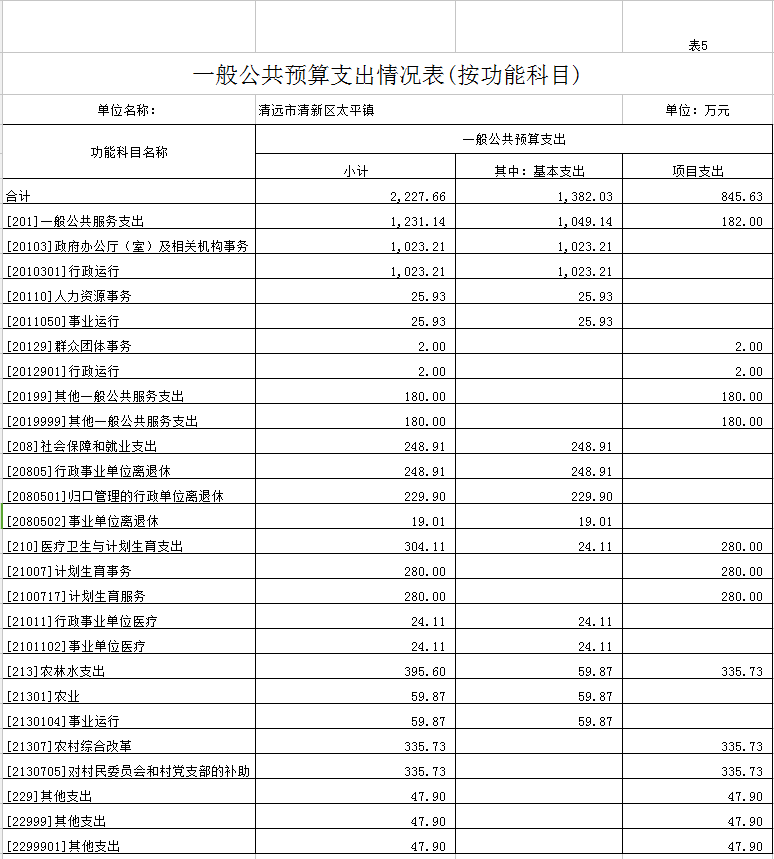 表5
一般公共预算支出情况表(按功能科目)
单位名称： 清远市清新区太平镇 单位：万元
功能科目名称 一般公共预算支出
小计 其中：基本支出 项目支出
合计 2,227.66 1,382.03 845.63
[201]一般公共服务支出 1,231.14 1,049.14 182.00
[20103]政府办公厅（室）及相关机构事务 1,023.21 1,023.21
[2010301]行政运行 1,023.21 1,023.21
[20110]人力资源事务 25.93 25.93
[2011050]事业运行 25.93 25.93
[20129]群众团体事务 2.00 2.00
[2012901]行政运行 2.00 2.00
[20199]其他一般公共服务支出 180.00 180.00
[2019999]其他一般公共服务支出 180.00 180.00
[208]社会保障和就业支出 248.91 248.91
[20805]行政事业单位离退休 248.91 248.91
[2080501]归口管理的行政单位离退休 229.90 229.90
[2080502]事业单位离退休 19.01 19.01
[210]医疗卫生与计划生育支出 304.11 24.11 280.00
[21007]计划生育事务 280.00 280.00
[2100717]计划生育服务 280.00 280.00
[21011]行政事业单位医疗 24.11 24.11
[2101102]事业单位医疗 24.11 24.11
[213]农林水支出 395.60 59.87 335.73
[21301]农业 59.87 59.87
[2130104]事业运行 59.87 59.87
[21307]农村综合改革 335.73 335.73
[2130705]对村民委员会和村党支部的补助 335.73 335.73
[229]其他支出 47.90 47.90
[22999]其他支出 47.90 47.90
[2299901]其他支出 47.90 47.90